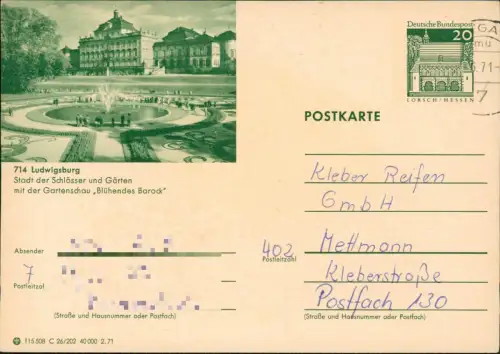 Deutsche Bundespost
20
LORSCH/HESSEN
71-
7
POSTKARTE
714 Ludwigsburg
Stadt der Schlösser und Gärten
mit der Gartenschau „Blühendes Barock"
Kleber Reifen
GmbH
Absender
402 Mettmann
Postleitzahl
7
Postleitzahl
Kleberstraße
Postfach 130
(Straße und Hausnummer oder Postfach)
(Straße und Hausnummer oder Postfach)
115 508 C 26/202 40 000 2. 71